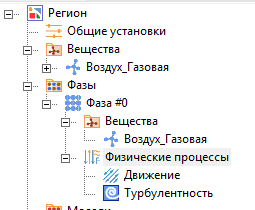 Регион
Общие установки
Вещества
Воздух_Газовая
Фазы
Фаза #0
Вещества
Воздух_Газовая
Физические процессы
Движение
Турбулентность